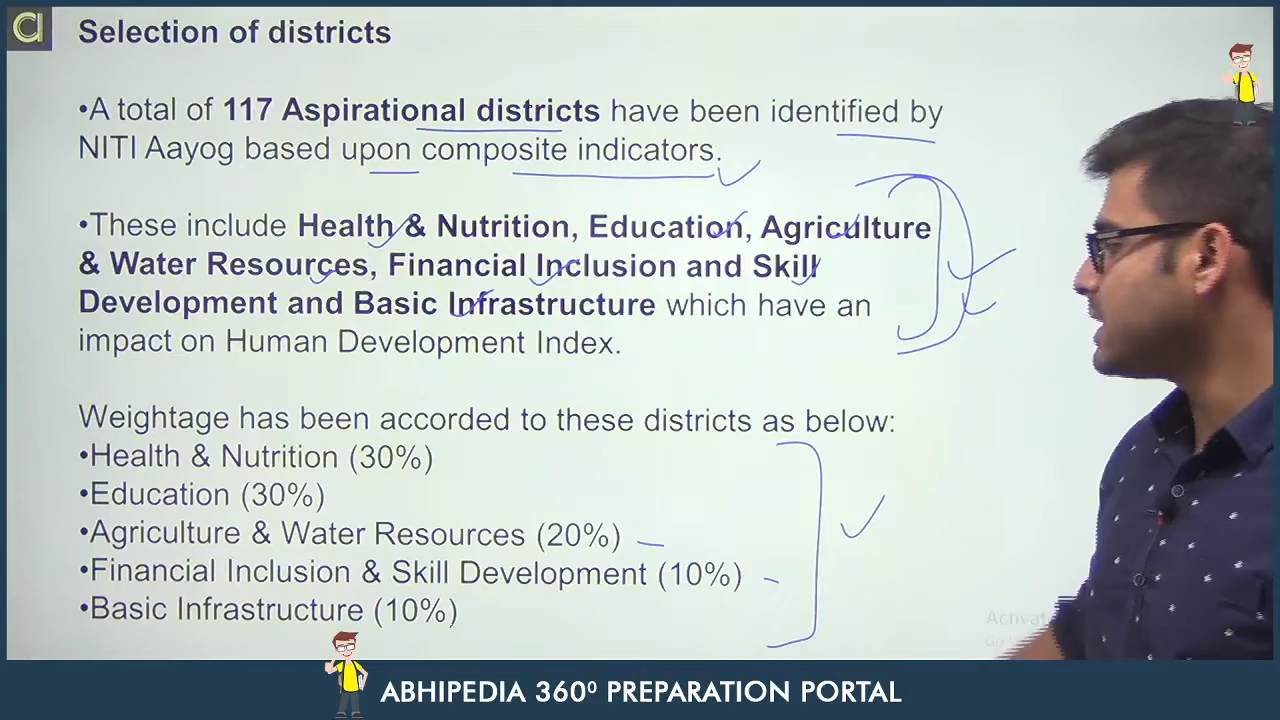 a
Selection of districts
•A total of 117 Aspirational districts have been identified by
NITI Aayog based upon composite indicators.
•These include Health & Nutrition, Education, Agriculture
& Water Resources, Financial Inclusion and Skill
Development and Basic Infrastructure which have an
impact on Human Development Index.
Weightage has been accorded to these districts as below:
•Health & Nutrition (30%)
•Education (30%)
•Agriculture & Water Resources (20%)
•Financial Inclusion & Skill Development (10%)
•Basic Infrastructure (10%)
ABHIPEDIA 360⁰ PREPARATION PORTAL